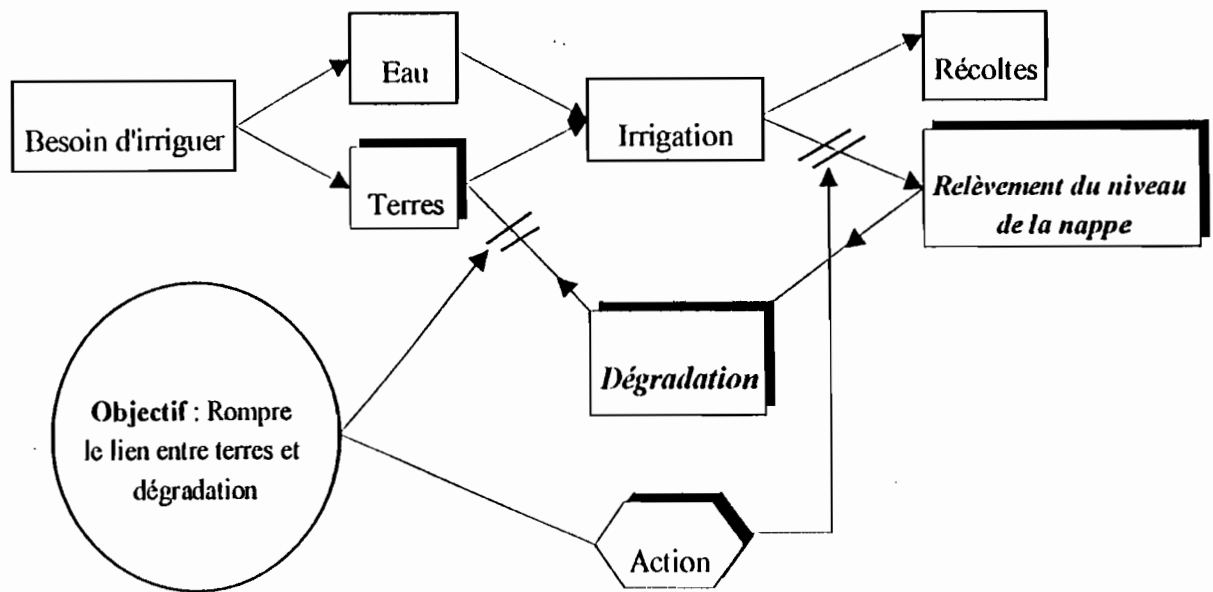 Eau
Récoltes
Besoin d'irriguer
Irrigation
Terres
Relèvement du niveau
de la nappe
Dégradation
Objectif : Rompre
le lien entre terres et
dégradation
Action